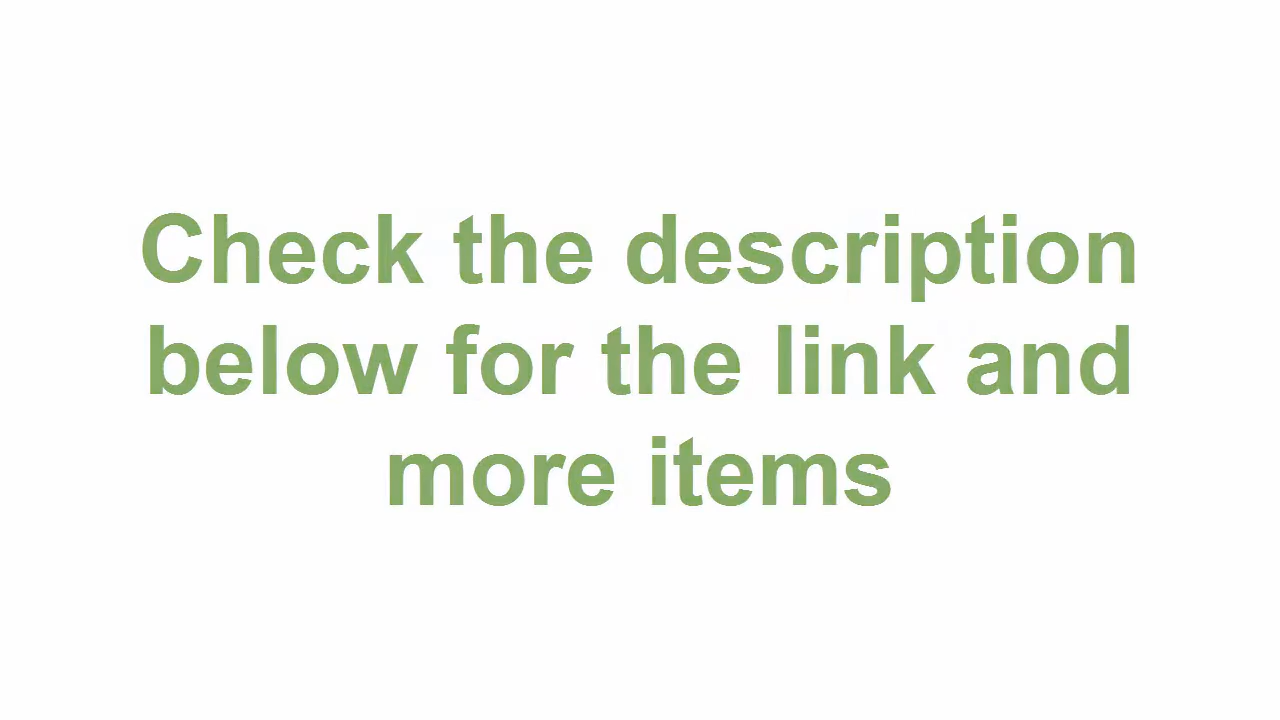 Check the description
below for the link and
more items